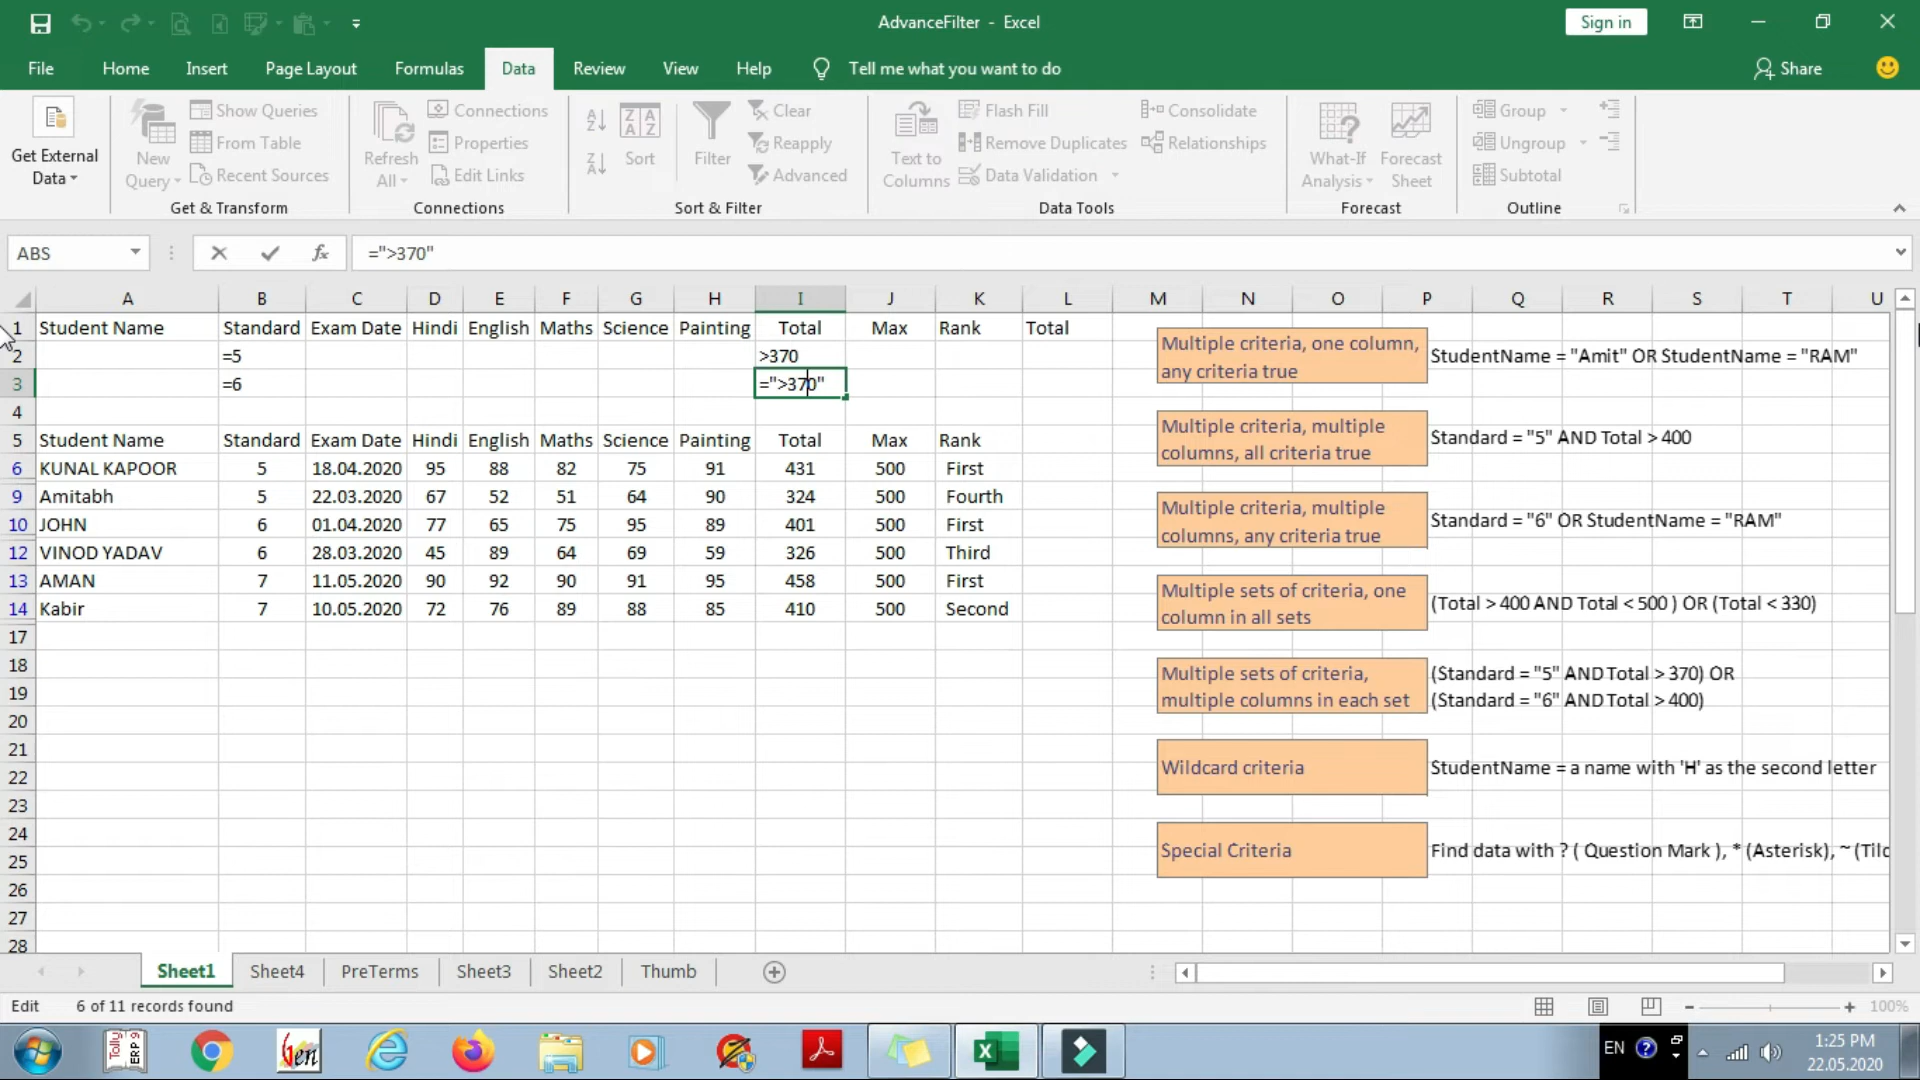 AdvanceFilter - Excel
Sign in
File Home Insert Page Layout Formulas Data Review View Help Tell me what you want to do Share
Get External Data
New Query
Show Queries
From Table
Recent Sources
Get & Transform
Refresh All
Connections
Properties
Edit Links
Connections
Sort
Filter
Clear
Reapply
Advanced
Sort & Filter
Text to Columns
Flash Fill
Remove Duplicates
Data Validation
Consolidate
Relationships
Data Tools
What-If Analysis
Forecast Sheet
Forecast
Group
Ungroup
Subtotal
Outline
ABS fx =">370"
A B C D E F G H I J K L M N O P Q R S T U
1 Student Name Standard Exam Date Hindi English Maths Science Painting Total Max Rank Total
2 =5 >370
3 =6 =">370"
4
5 Student Name Standard Exam Date Hindi English Maths Science Painting Total Max Rank
6 KUNAL KAPOOR 5 18.04.2020 95 88 82 75 91 431 500 First
9 Amitabh 5 22.03.2020 67 52 51 64 90 324 500 Fourth
10 JOHN 6 01.04.2020 77 65 75 95 89 401 500 First
12 VINOD YADAV 6 28.03.2020 45 89 64 69 59 326 500 Third
13 AMAN 7 11.05.2020 90 92 90 91 95 458 500 First
14 Kabir 7 10.05.2020 72 76 89 88 85 410 500 Second
17
18
19
20
21
22
23
24
25
26
27
28
Multiple criteria, one column,
any criteria true
StudentName = "Amit" OR StudentName = "RAM"
Multiple criteria, multiple
columns, all criteria true
Standard = "5" AND Total > 400
Multiple criteria, multiple
columns, any criteria true
Standard = "6" OR StudentName = "RAM"
Multiple sets of criteria, one
column in all sets
(Total > 400 AND Total < 500 ) OR (Total < 330)
Multiple sets of criteria,
multiple columns in each set
(Standard = "5" AND Total > 370) OR
(Standard = "6" AND Total > 400)
Wildcard criteria
StudentName = a name with 'H' as the second letter
Special Criteria
Find data with ? ( Question Mark ), * (Asterisk), ~ (Tild
Sheet1 Sheet4 PreTerms Sheet3 Sheet2 Thumb
Edit 6 of 11 records found 100%
Tally ERP 9
Gen
EN
1:25 PM
22.05.2020